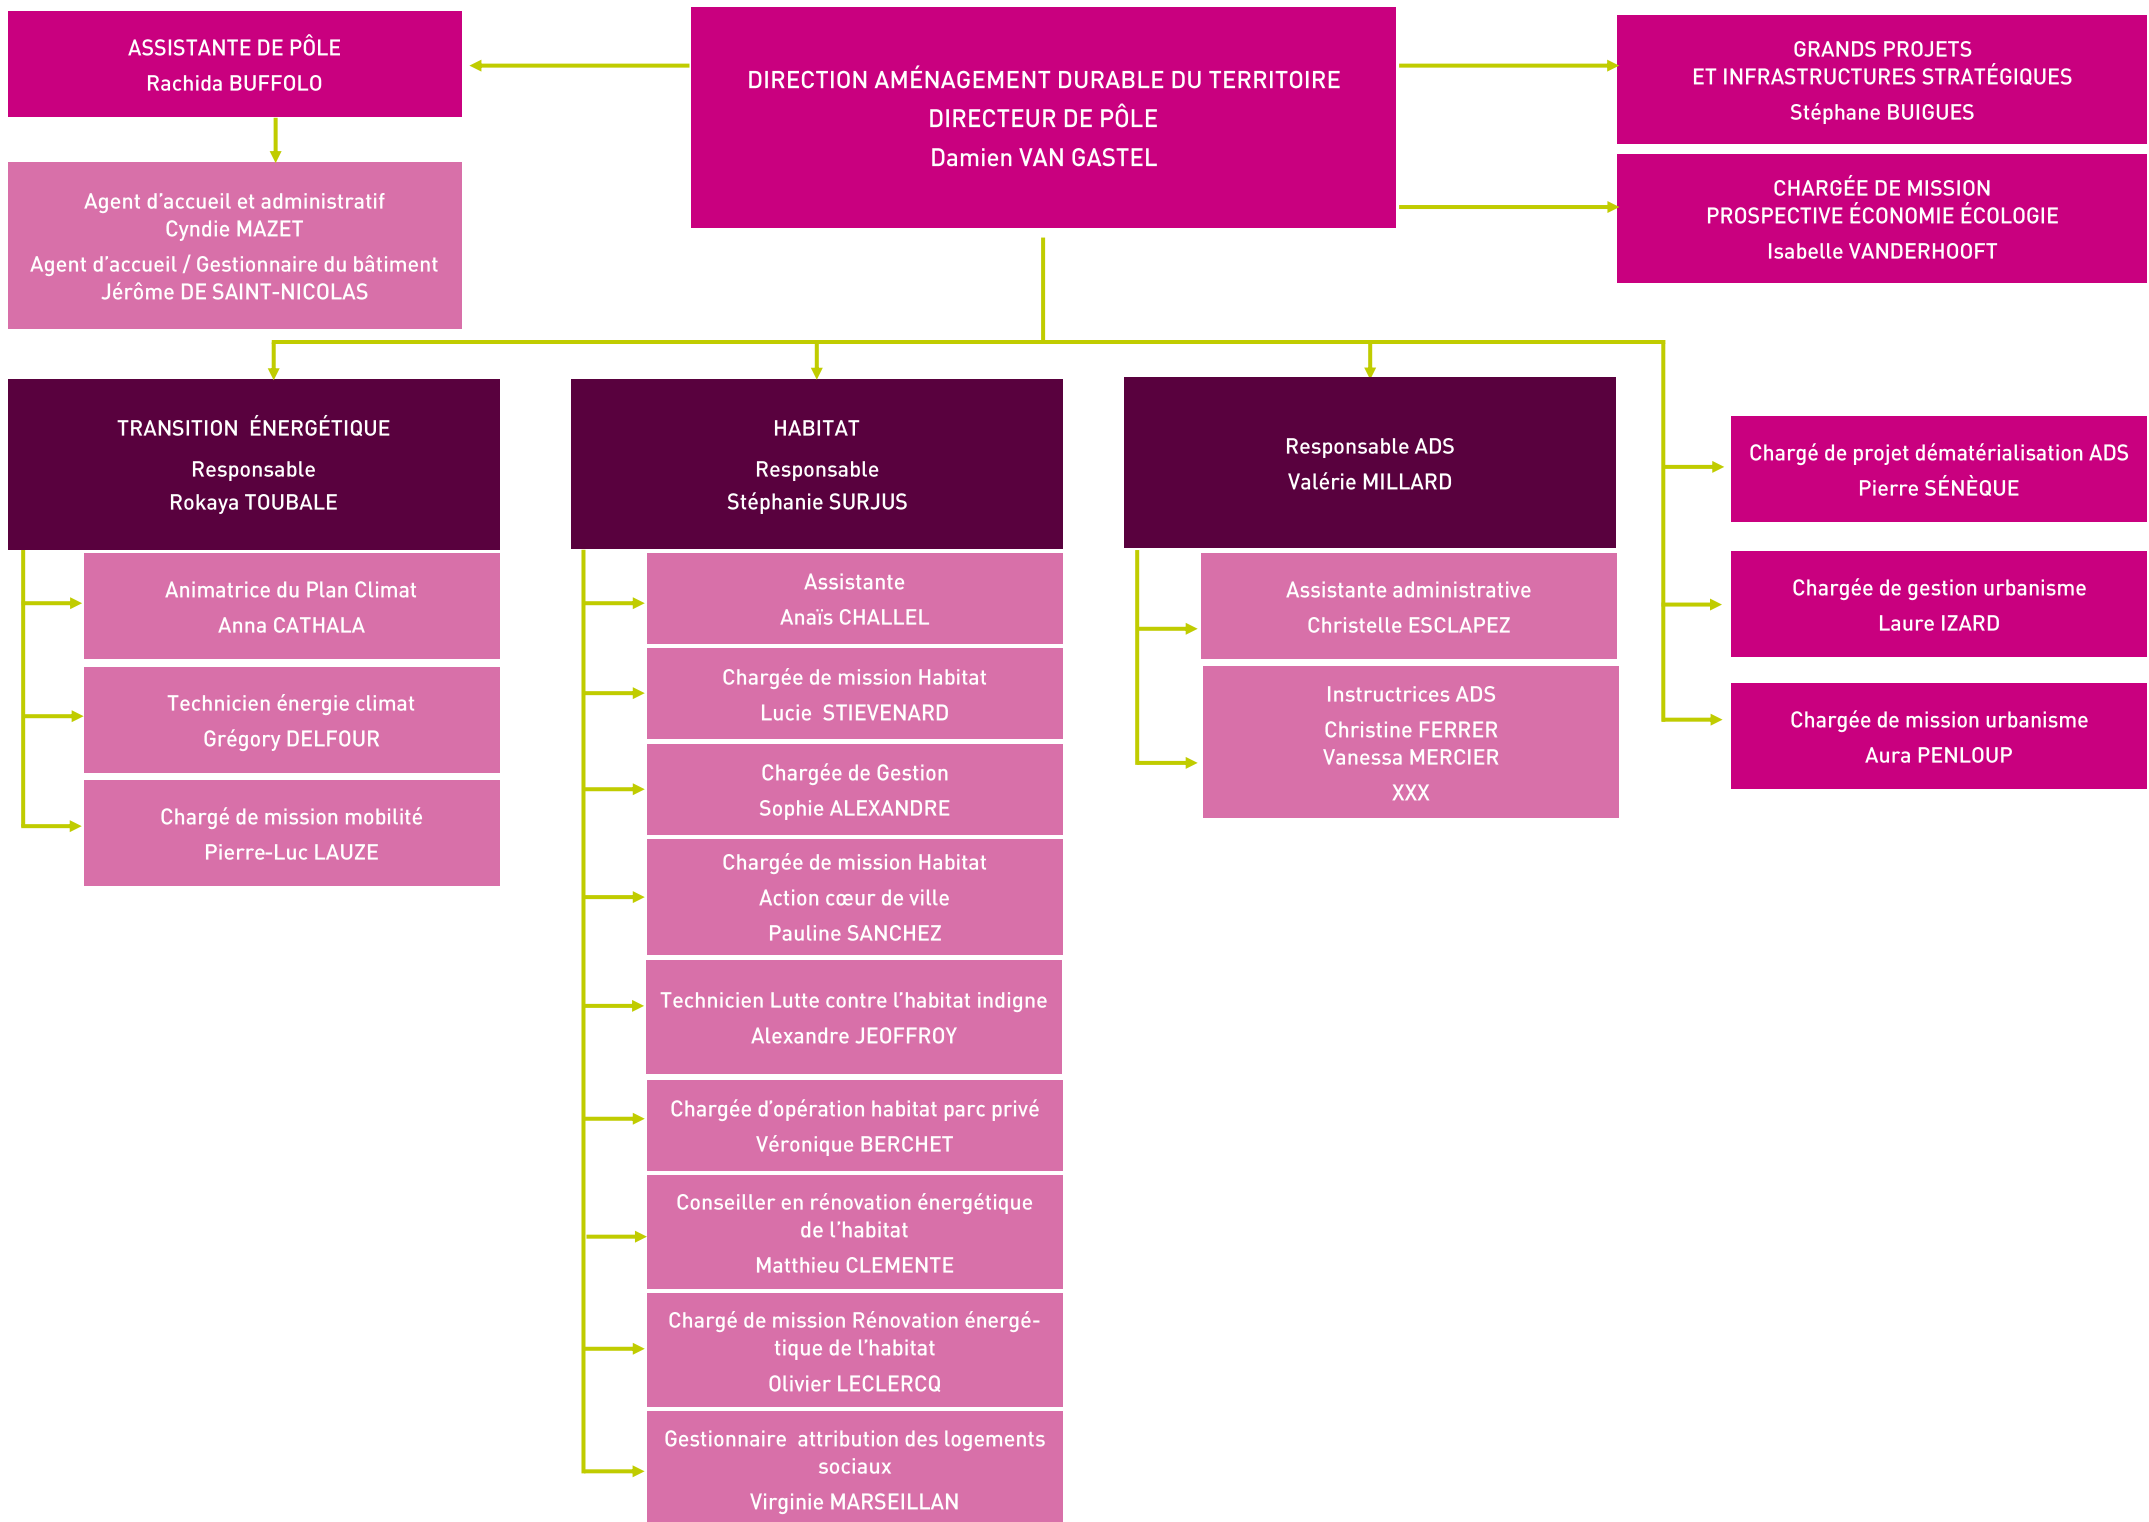 ASSISTANTE DE PÔLE
Rachida BUFFOLO
DIRECTION AMÉNAGEMENT DURABLE DU TERRITOIRE
DIRECTEUR DE PÔLE
Damien VAN GASTEL
GRANDS PROJETS
ET INFRASTRUCTURES STRATÉGIQUES
Stéphane BUIGUES
CHARGÉE DE MISSION
PROSPECTIVE ÉCONOMIE ÉCOLOGIE
Isabelle VANDERHOOFT
Agent d’accueil et administratif
Cyndie MAZET
Agent d’accueil / Gestionnaire du bâtiment
Jérôme DE SAINT-NICOLAS
TRANSITION ÉNERGÉTIQUE
Responsable
Rokaya TOUBALE
Animatrice du Plan Climat
Anna CATHALA
Technicien énergie climat
Grégory DELFOUR
Chargé de mission mobilité
Pierre-Luc LAUZE
HABITAT
Responsable
Stéphanie SURJUS
Assistante
Anaïs CHALLEL
Chargée de mission Habitat
Lucie STIEVENARD
Chargée de Gestion
Sophie ALEXANDRE
Chargée de mission Habitat
Action cœur de ville
Pauline SANCHEZ
Technicien Lutte contre l’habitat indigne
Alexandre JEOFFROY
Chargée d’opération habitat parc privé
Véronique BERCHET
Conseiller en rénovation énergétique
de l’habitat
Matthieu CLEMENTE
Chargé de mission Rénovation énergé-
tique de l’habitat
Olivier LECLERCQ
Gestionnaire attribution des logements
sociaux
Virginie MARSEILLAN
Responsable ADS
Valérie MILLARD
Assistante administrative
Christelle ESCLAPEZ
Instructrices ADS
Christine FERRER
Vanessa MERCIER
XXX
Chargé de projet dématérialisation ADS
Pierre SÉNÈQUE
Chargée de gestion urbanisme
Laure IZARD
Chargée de mission urbanisme
Aura PENLOUP